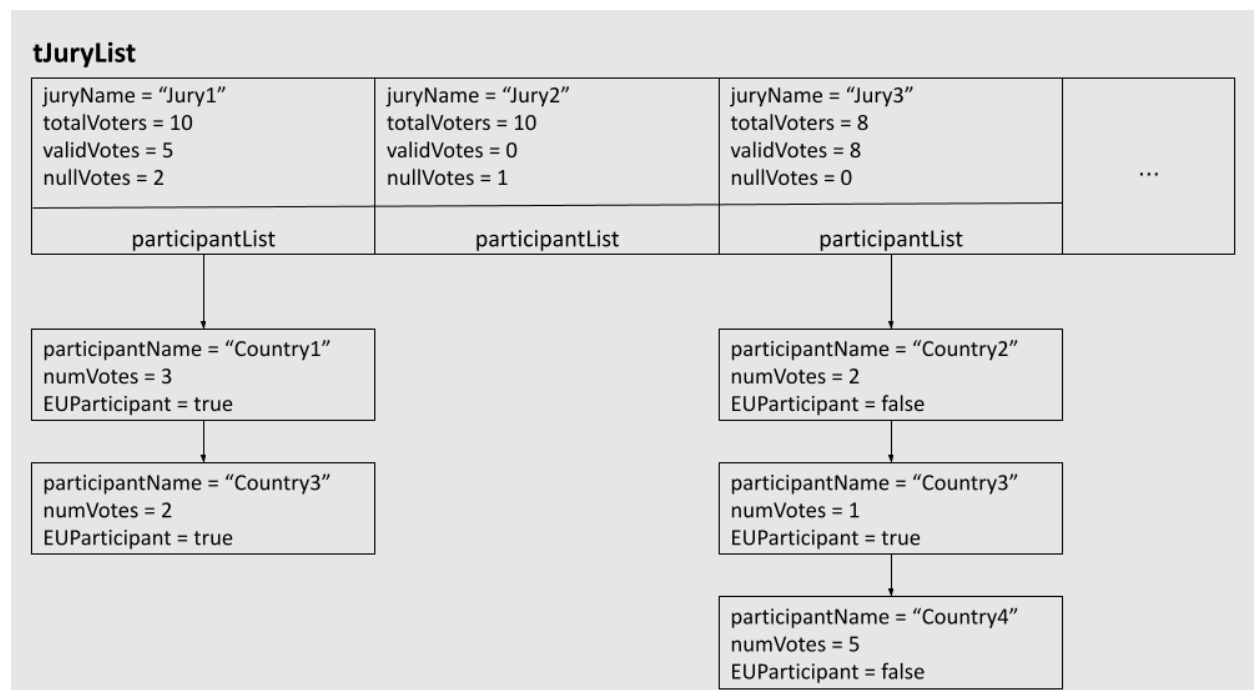 tJuryList
juryName = “Jury1”
totalVoters = 10
validVotes = 5
nullVotes = 2
participantList
juryName = “Jury2”
totalVoters = 10
validVotes = 0
nullVotes = 1
participantList
juryName = “Jury3”
totalVoters = 8
validVotes = 8
nullVotes = 0
participantList
...
participantName = “Country1”
numVotes = 3
EUParticipant = true
participantName = “Country3”
numVotes = 2
EUParticipant = true
participantName = “Country2”
numVotes = 2
EUParticipant = false
participantName = “Country3”
numVotes = 1
EUParticipant = true
participantName = “Country4”
numVotes = 5
EUParticipant = false